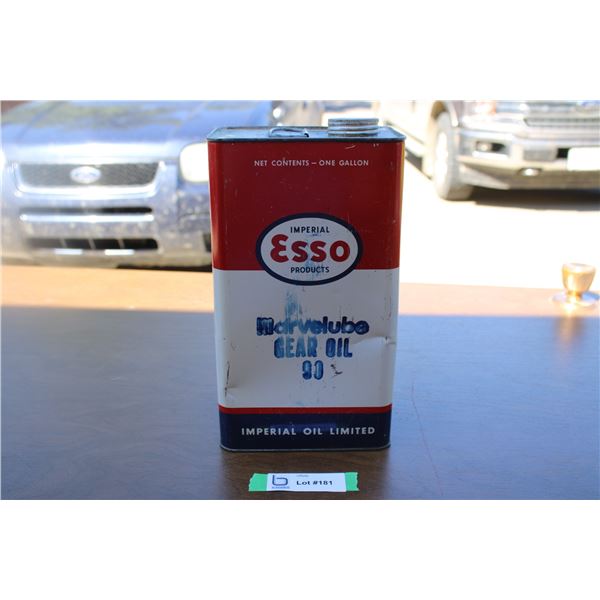 NET CONTENTS — ONE GALLON
IMPERIAL
Esso
PRODUCTS
Marvelube
GEAR OIL
90
IMPERIAL OIL LIMITED
b Lot #181